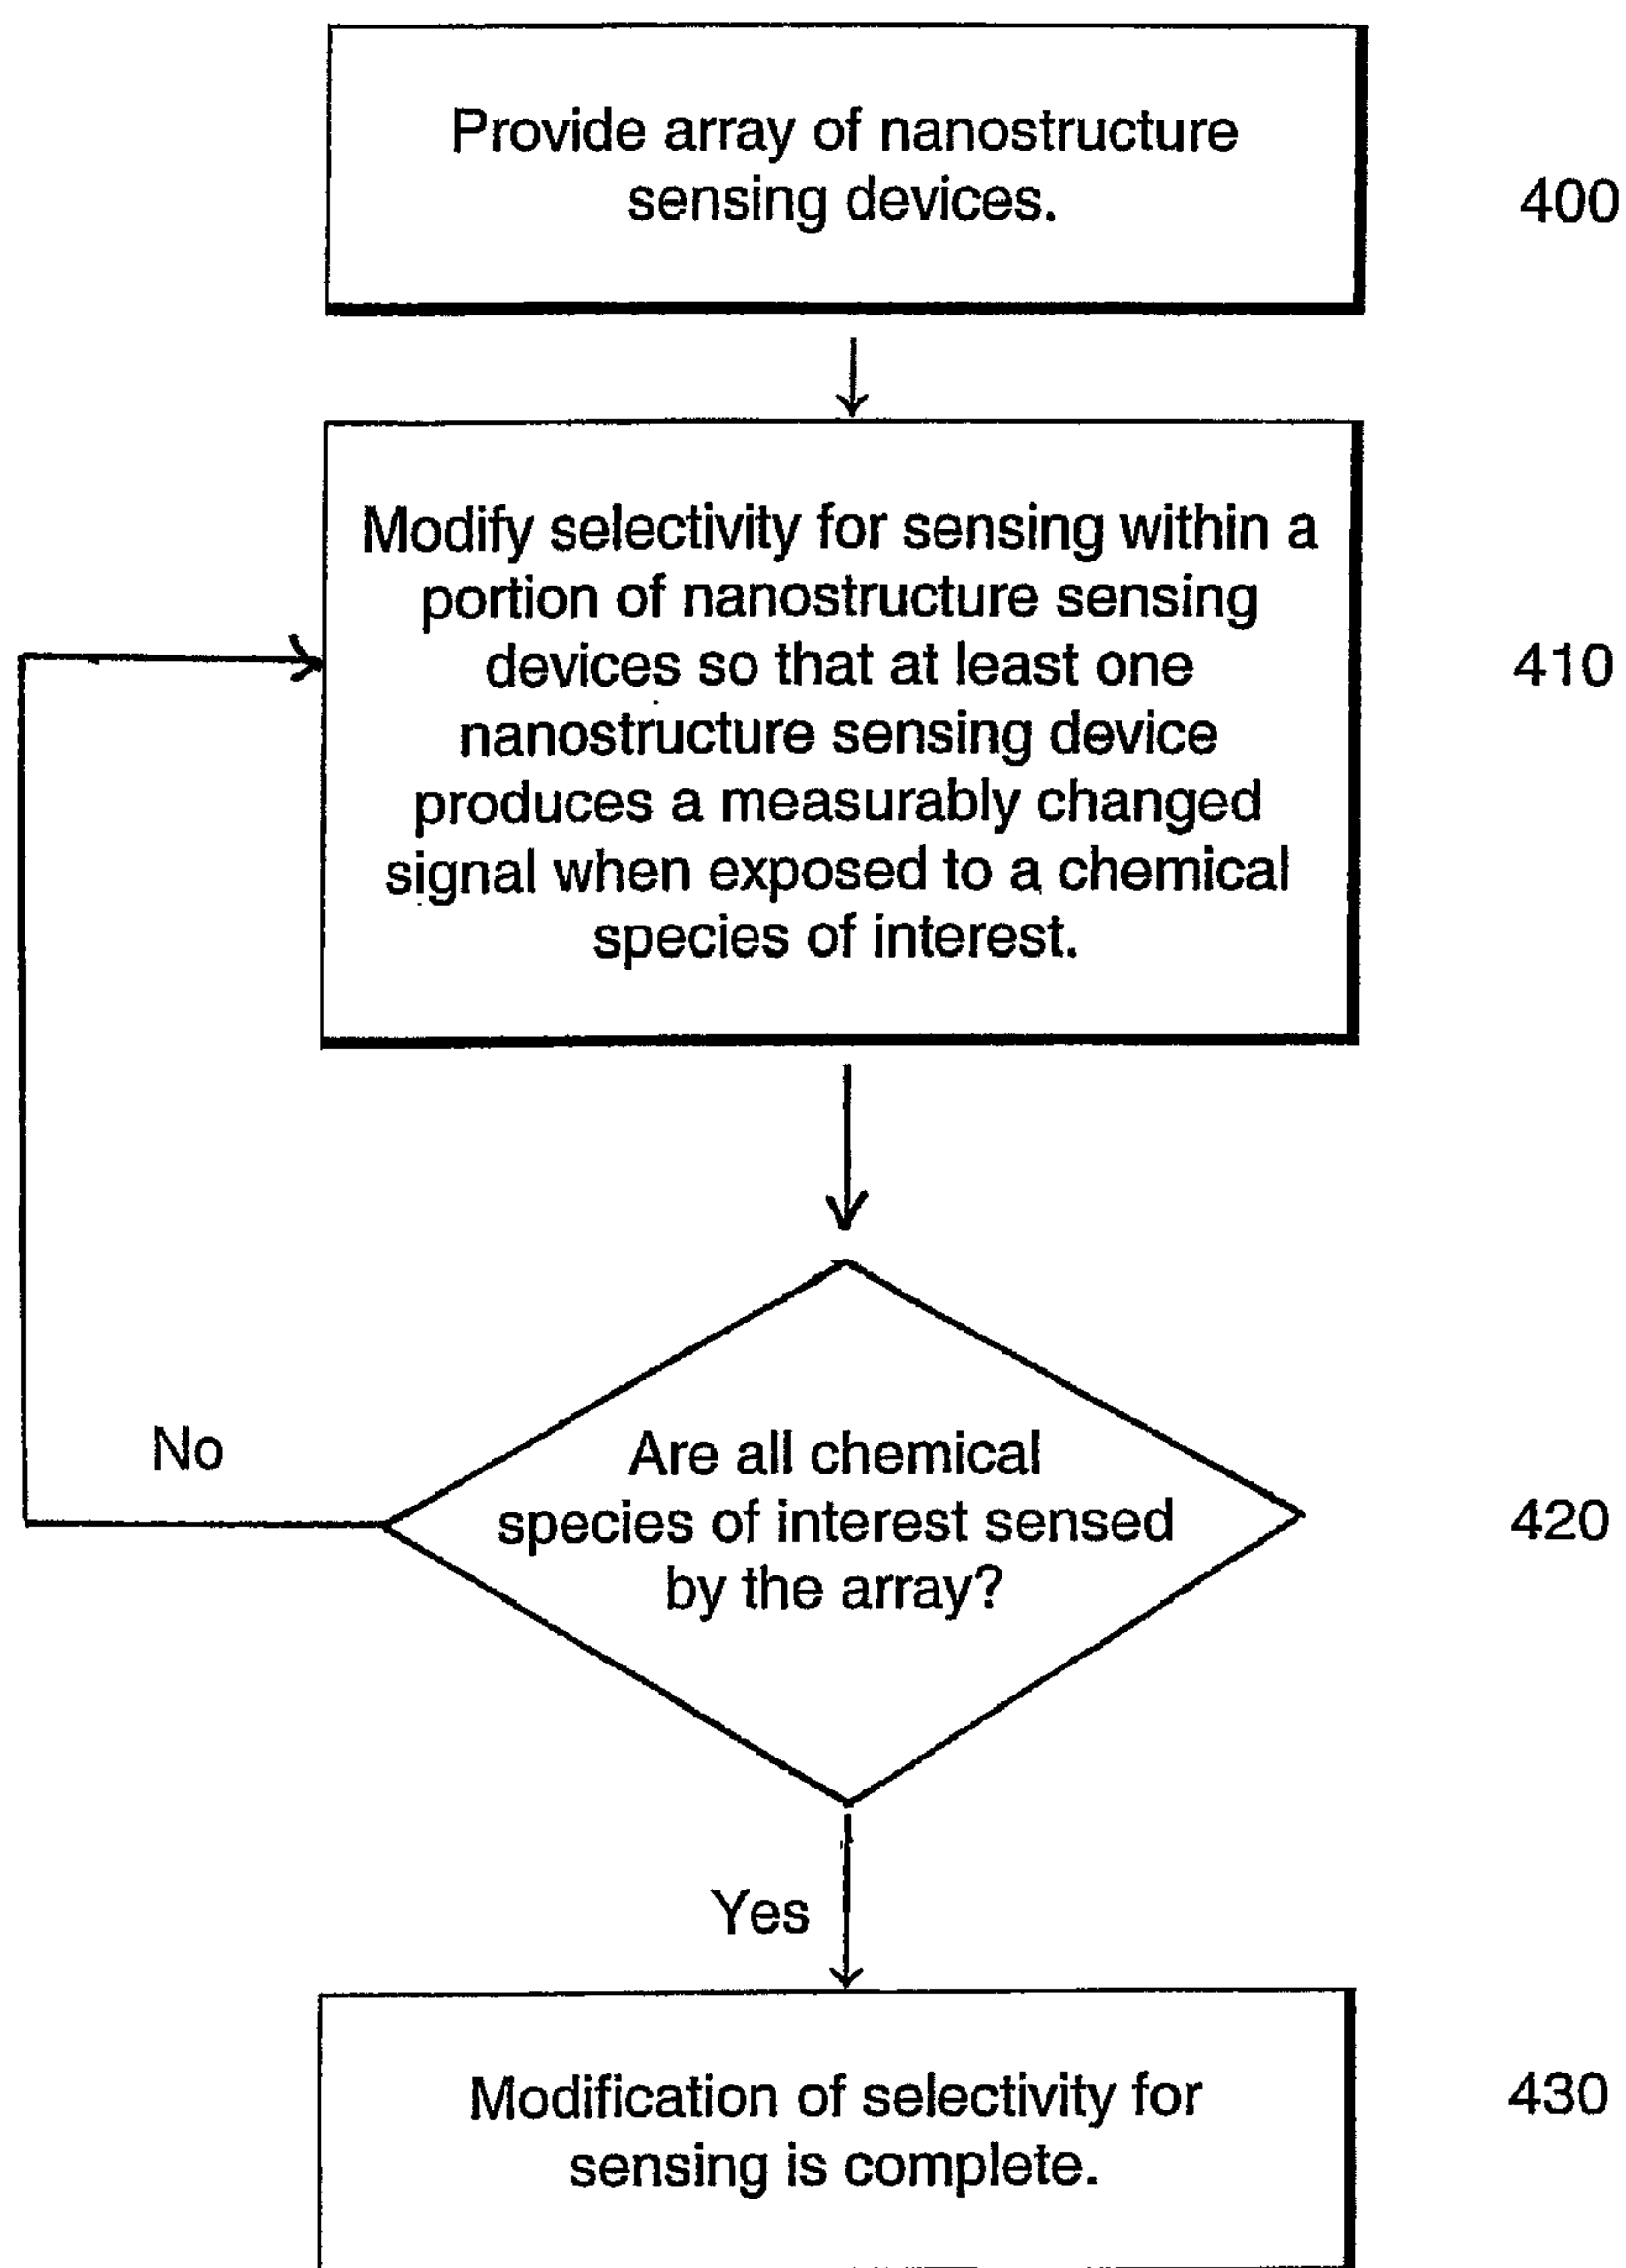 Provide array of nanostructure
sensing devices.
400
Modify selectivity for sensing within a
portion of nanostructure sensing
devices so that at least one
nanostructure sensing device
produces a measurably changed
signal when exposed to a chemical
species of interest.
410
No
Are all chemical
species of interest sensed
by the array?
420
Yes
Modification of selectivity for
sensing is complete.
430